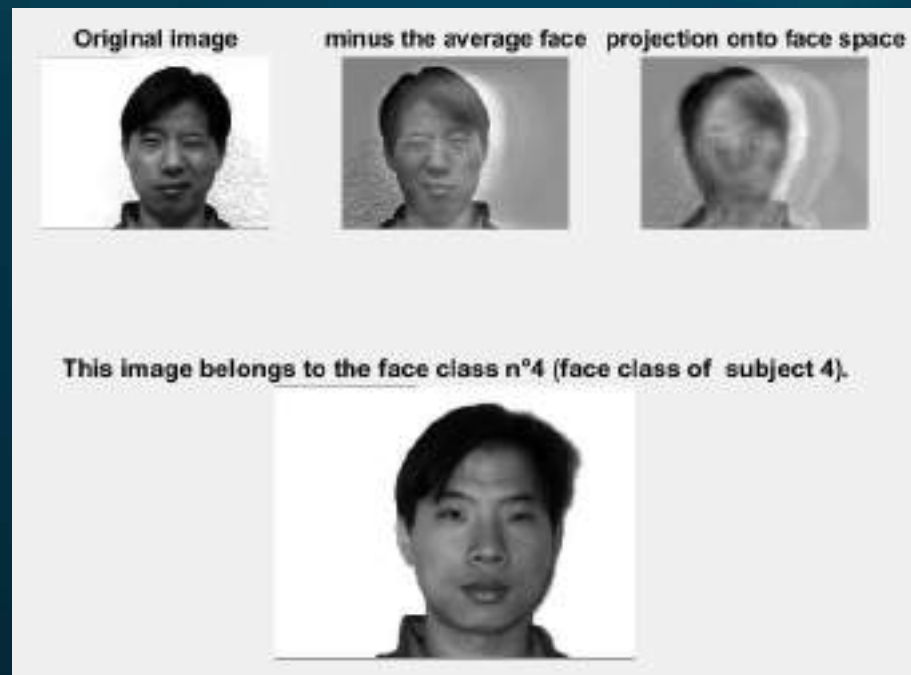 Original image minus the average face projection onto face space
This image belongs to the face class n°4 (face class of subject 4).